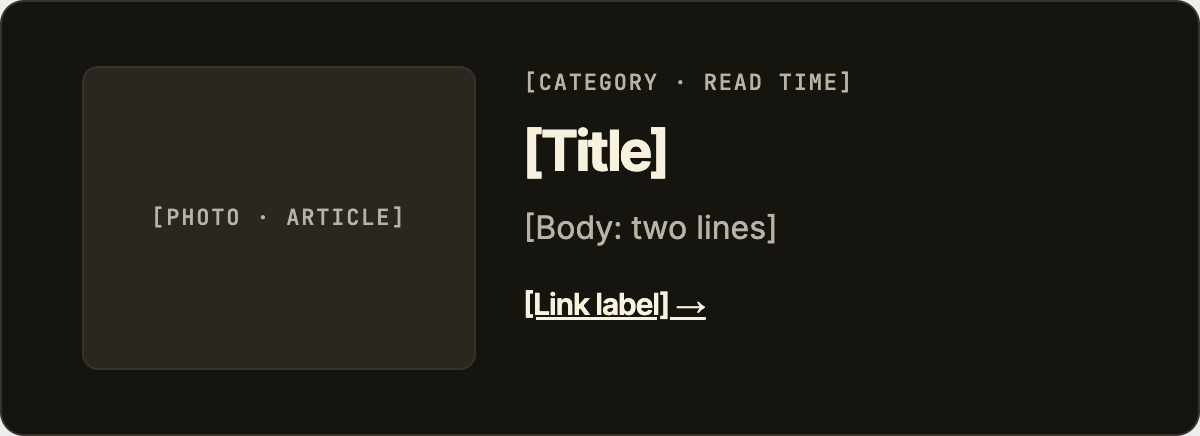 [PHOTO · ARTICLE]
[CATEGORY · READ TIME]
[Title]
[Body: two lines]
[Link label] →